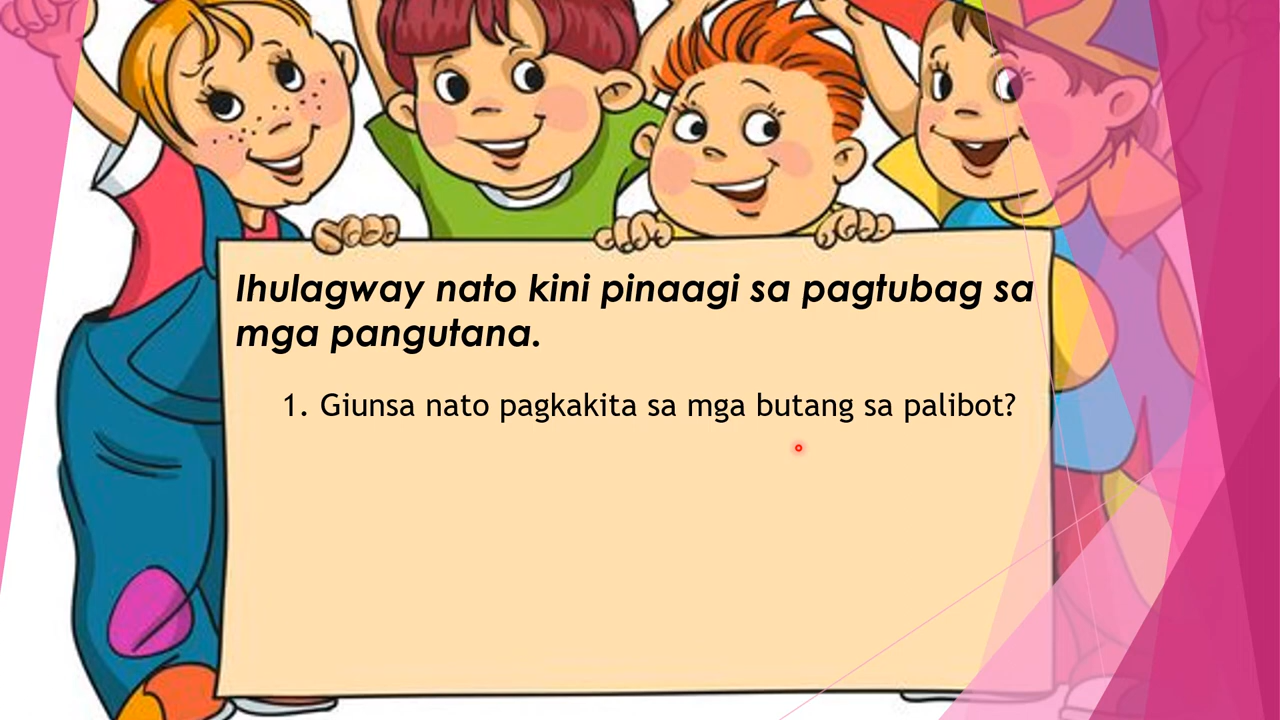 Ihulagway nato kini pinaagi sa pagtubag sa
mga pangutana.
1. Giunsa nato pagkakita sa mga butang sa palibot?